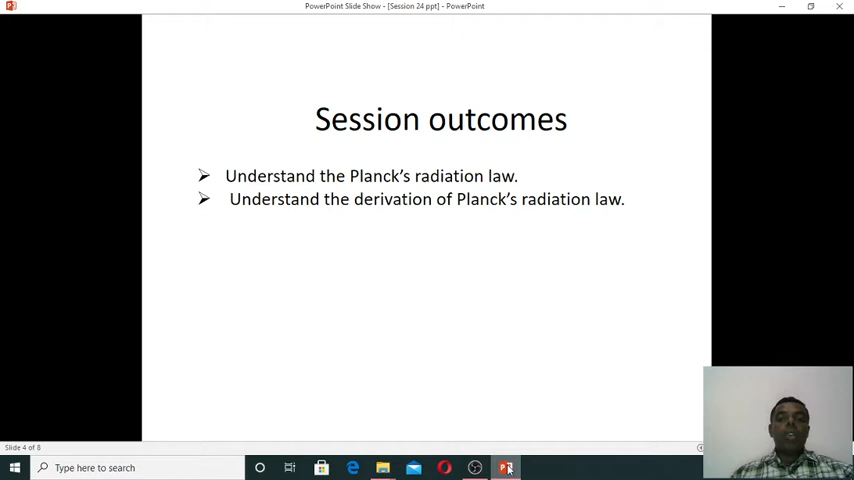 PowerPoint Slide Show - [Session 24 ppt] - PowerPoint
Session outcomes
Understand the Planck's radiation law.
Understand the derivation of Planck's radiation law.
Slide 4 of 8
Type here to search